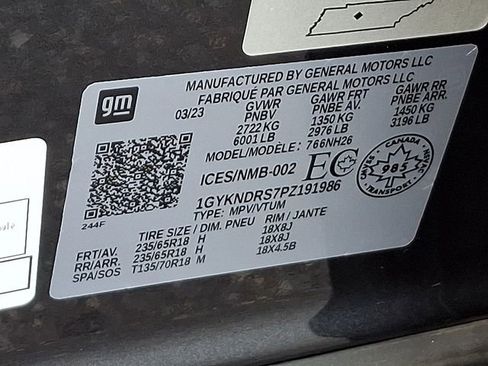 gm
MANUFACTURED BY GENERAL MOTORS LLC
FABRIQUÉ PAR GENERAL MOTORS LLC
03/23 GVWR GAWR FRT GAWR RR
PNBV PNBE AV. PNBE ARR.
2722 KG 1350 KG 1450 KG
6001 LB 2976 LB 3196 LB
MODEL/MODÈLE: 766NH26
ICES/NMB-002 EC
CANADA
985
TRANSPORT
1GYKNDRS7PZ191986
TYPE: MPV/VTUM
244F
TIRE SIZE / DIM. PNEU RIM / JANTE
FRT/AV. 235/65R18 H 18X8J
RR/ARR. 235/65R18 H 18X8J
SPA/SOS T135/70R18 M 18X4.5B